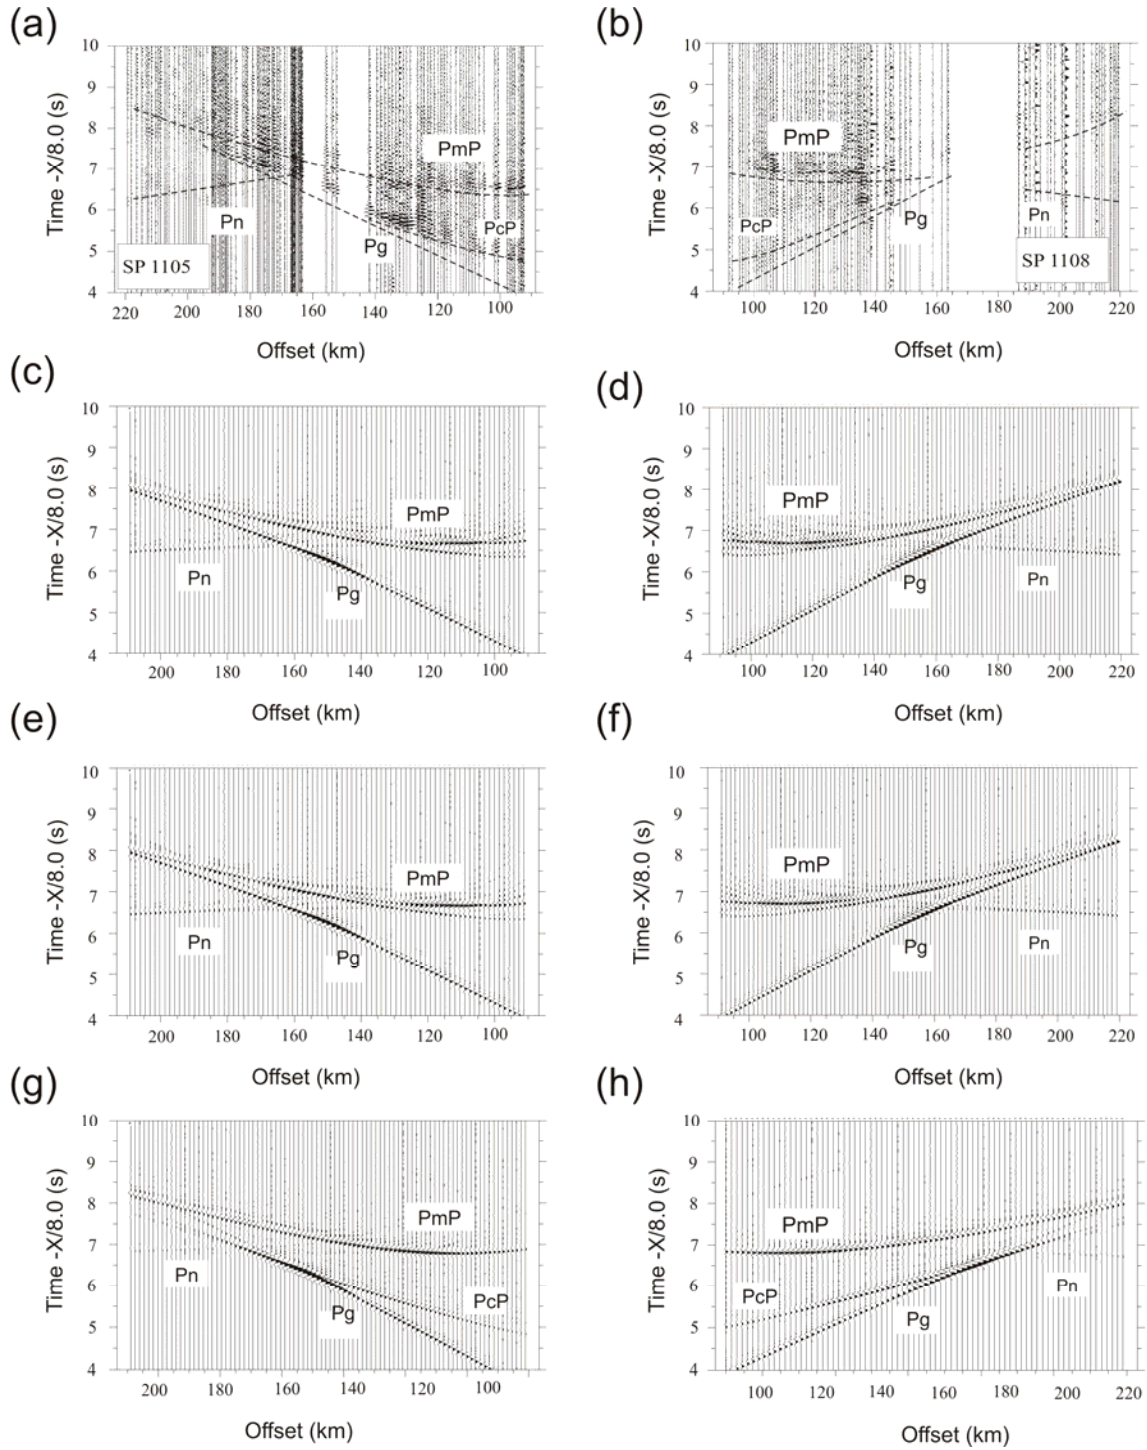 (a)
Time -X/8.0 (s)
10
9
8
7
6
5
4
PmP
Pn
Pg
PcP
SP 1105
220 200 180 160 140 120 100
Offset (km)
(b)
Time -X/8.0 (s)
10
9
8
7
6
5
4
PmP
PcP
Pg
Pn
SP 1108
100 120 140 160 180 200 220
Offset (km)
(c)
Time -X/8.0 (s)
10
9
8
7
6
5
4
PmP
Pn
Pg
200 180 160 140 120 100
Offset (km)
(d)
Time -X/8.0 (s)
10
9
8
7
6
5
4
PmP
Pg
Pn
100 120 140 160 180 200 220
Offset (km)
(e)
Time -X/8.0 (s)
10
9
8
7
6
5
4
PmP
Pn
Pg
200 180 160 140 120 100
Offset (km)
(f)
Time -X/8.0 (s)
10
9
8
7
6
5
4
PmP
Pg
Pn
100 120 140 160 180 200 220
Offset (km)
(g)
Time -X/8.0 (s)
10
9
8
7
6
5
4
PmP
Pn
Pg
PcP
200 180 160 140 120 100
Offset (km)
(h)
Time -X/8.0 (s)
10
9
8
7
6
5
4
PmP
PcP
Pg
Pn
100 120 140 160 180 200 220
Offset (km)